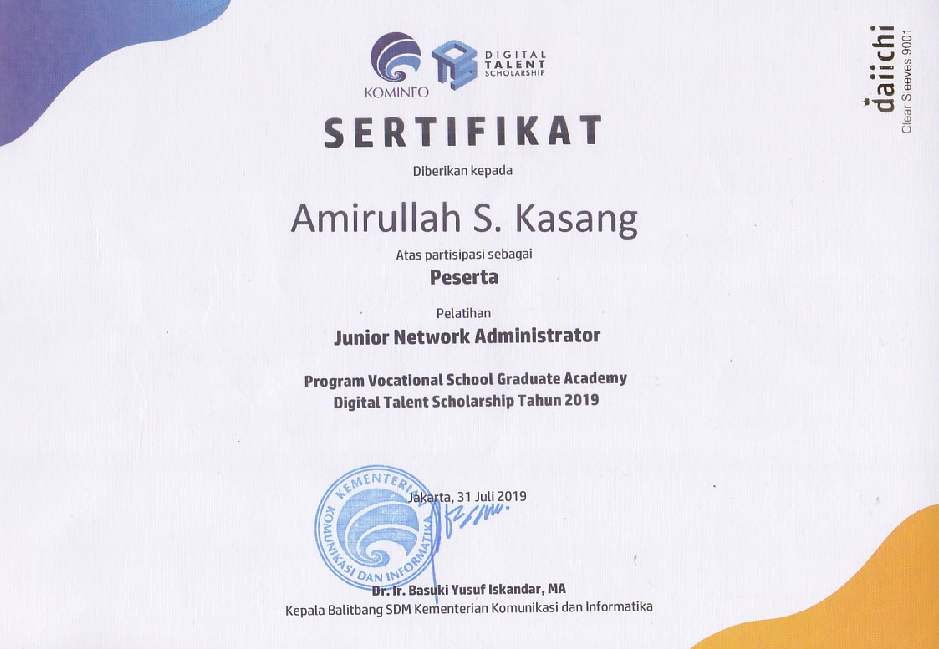 KOMINFO
DIGITAL
TALENT
SCHOLARSHIP
daiichi
Clear Sleeves 9001
SERTIFIKAT
Diberikan kepada
Amirullah S. Kasang
Atas partisipasi sebagai
Peserta
Pelatihan
Junior Network Administrator
Program Vocational School Graduate Academy
Digital Talent Scholarship Tahun 2019
KEMENTERIAN
KOMUNIKASI DAN INFORMATIKA
Jakarta, 31 Juli 2019
Dr. Ir. Basuki Yusuf Iskandar, MA
Kepala Balitbang SDM Kementerian Komunikasi dan Informatika